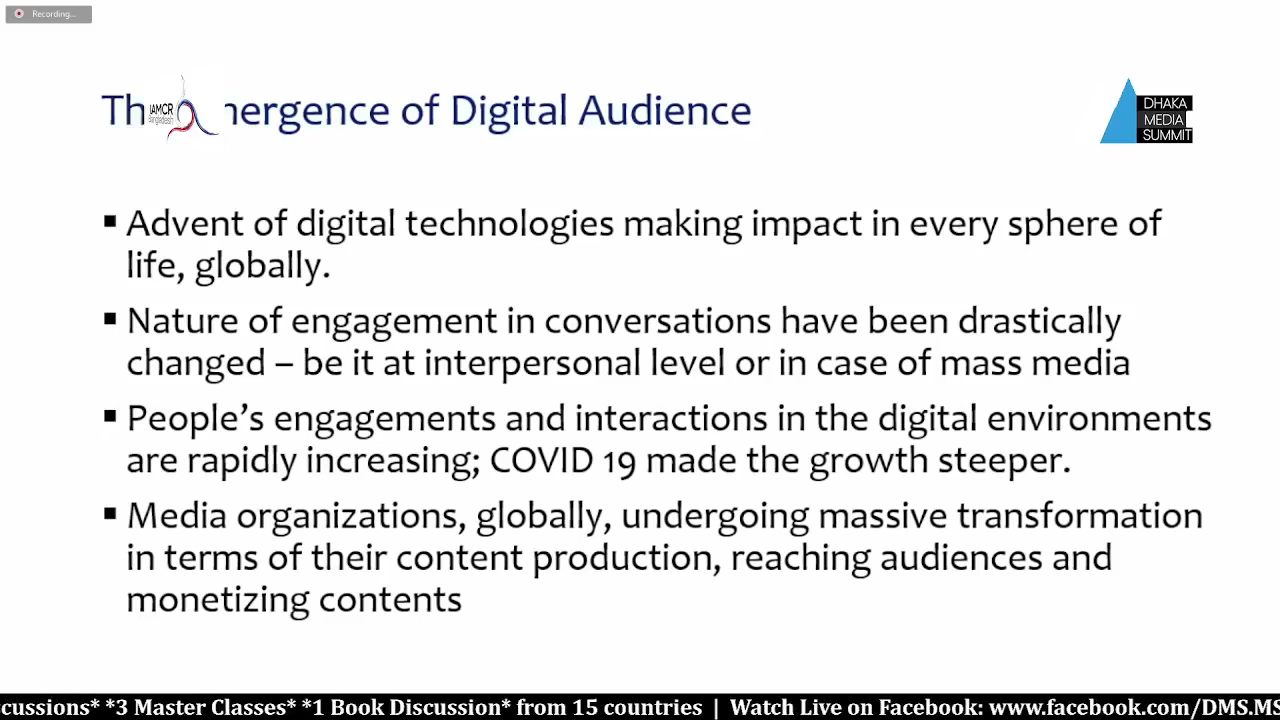 Recording...
Th mergence of Digital Audience
IAMCR
Bangladesh
DHAKA
MEDIA
SUMMIT
▪ Advent of digital technologies making impact in every sphere of
life, globally.
▪ Nature of engagement in conversations have been drastically
changed – be it at interpersonal level or in case of mass media
▪ People’s engagements and interactions in the digital environments
are rapidly increasing; COVID 19 made the growth steeper.
▪ Media organizations, globally, undergoing massive transformation
in terms of their content production, reaching audiences and
monetizing contents
cussions* *3 Master Classes* *1 Book Discussion* from 15 countries | Watch Live on Facebook: www.facebook.com/DMS.MS